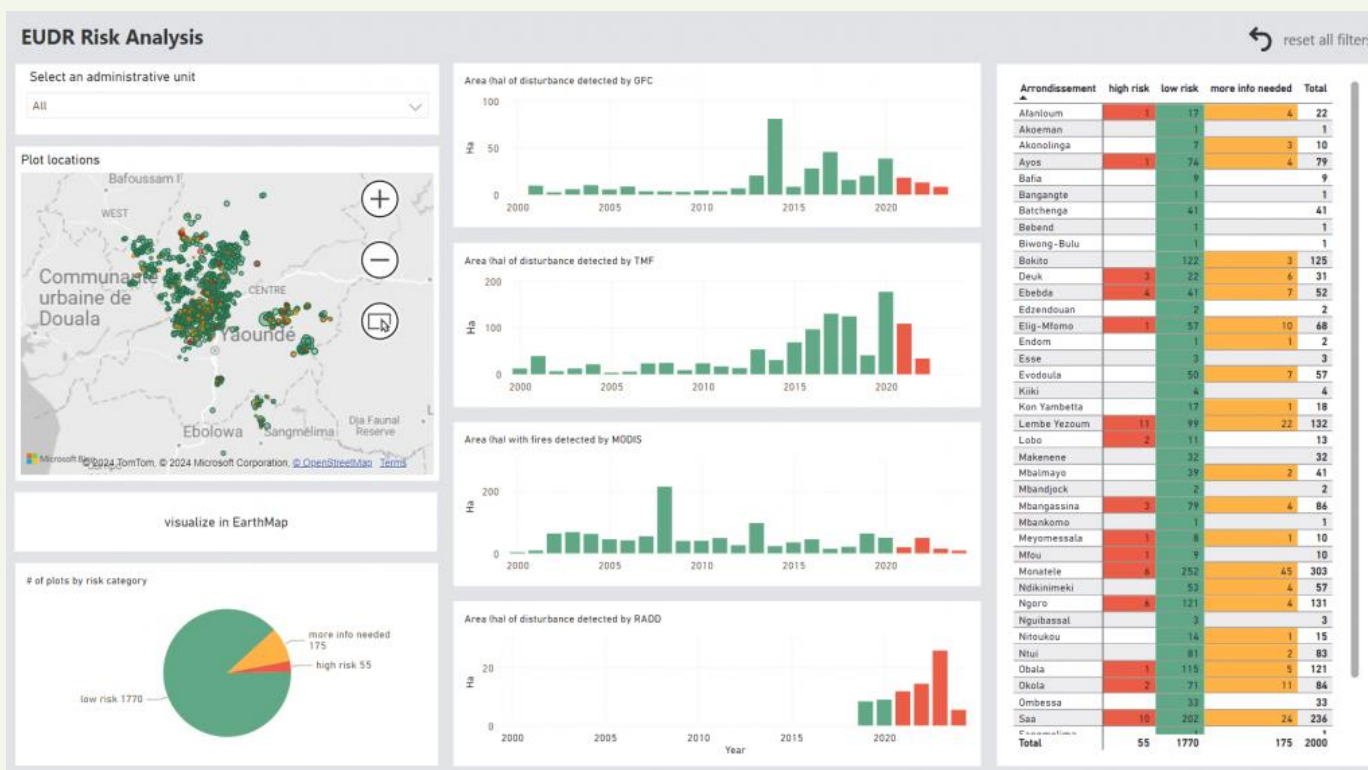 EUDR Risk Analysis
reset all filters
Select an administrative unit
All
Plot locations
Bafoussam I
WEST
Communauté
urbaine de
Douala
CENTRE
Yaoundé
Ebolowa
Sangmélima
Dja Faunal
Reserve
© 2024 TomTom, © 2024 Microsoft Corporation, © OpenStreetMap Terms
visualize in EarthMap
# of plots by risk category
more info needed
175
high risk 55
low risk 1770
Area (ha) of disturbance detected by GFC
Ha
100
50
0
2000 2005 2010 2015 2020
Area (ha) of disturbance detected by TMF
Ha
200
100
0
2000 2005 2010 2015 2020
Area (ha) with fires detected by MODIS
Ha
200
0
2000 2005 2010 2015 2020
Area (ha) of disturbance detected by RADD
Ha
20
0
2000 2005 2010 2015 2020
Year
Arrondissement high risk low risk more info needed Total
Afanloum 1 17 4 22
Akoeman 1 1
Akonolinga 7 3 10
Ayos 1 74 4 79
Bafia 9 9
Bangangte 1 1
Batchenga 41 41
Bebend 1 1
Biwong-Bulu 1 1
Bokito 122 3 125
Deuk 3 22 6 31
Ebebda 4 41 7 52
Edzendouan 2 2
Elig-Mfomo 1 57 10 68
Endom 1 1 2
Esse 3 3
Evodoula 50 7 57
Kiiki 4 4
Kon Yambetta 17 1 18
Lembe Yezoum 11 99 22 132
Lobo 2 11 13
Makenene 32 32
Mbalmayo 39 2 41
Mbandjock 2 2
Mbangassina 3 79 4 86
Mbankomo 1 1
Meyomessala 1 8 1 10
Mfou 1 9 10
Monatele 6 252 45 303
Ndikinimeki 53 4 57
Ngoro 6 121 4 131
Nguibassal 3 3
Nitoukou 14 1 15
Ntui 81 2 83
Obala 1 115 5 121
Okola 2 71 11 84
Ombessa 33 33
Saa 10 202 24 236
Total 55 1770 175 2000